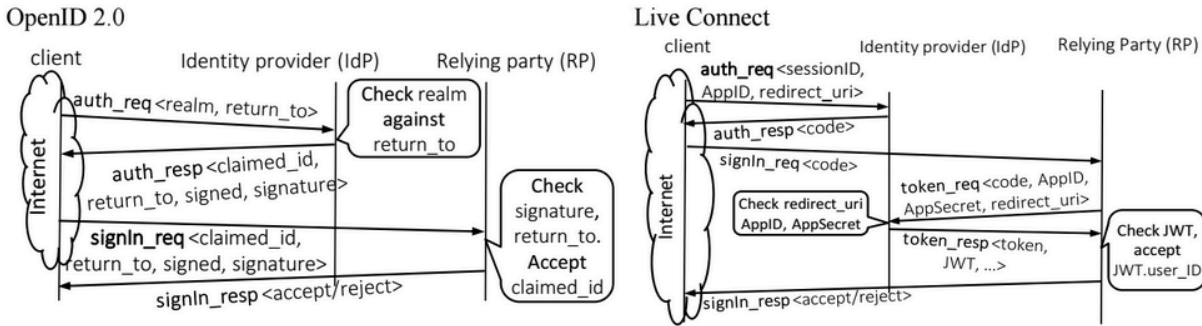 OpenID 2.0
client
Identity provider (IdP)
Relying party (RP)
Internet
auth_req <realm, return_to>
Check realm
against
return_to
auth_resp <claimed_id,
return_to, signed, signature>
signIn_req <claimed_id,
return_to, signed, signature>
Check
signature,
return_to.
Accept
claimed_id
signIn_resp <accept/reject>
Live Connect
client
Identity provider (IdP)
Relying Party (RP)
Internet
auth_req <sessionID,
AppID, redirect_uri>
auth_resp <code>
signIn_req <code>
token_req <code, AppID,
AppSecret, redirect_uri>
Check redirect_uri
AppID, AppSecret
token_resp <token,
JWT, ...>
Check JWT,
accept
JWT.user_ID
signIn_resp <accept/reject>